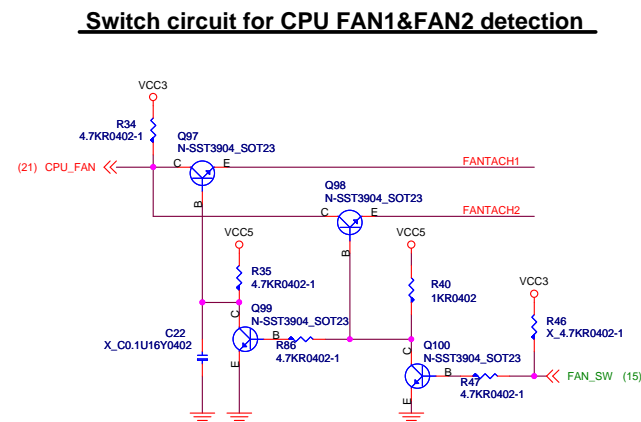 Switch circuit for CPU FAN1&FAN2 detection
VCC3
R34
4.7KR0402-1
Q97
N-SST3904_SOT23
(21) CPU_FAN
C
E
FANTACH1
B
Q98
N-SST3904_SOT23
C
E
FANTACH2
B
VCC5
VCC5
R35
4.7KR0402-1
R40
1KR0402
VCC3
C22
X_C0.1U16Y0402
C
Q99
N-SST3904_SOT23
B
R86
4.7KR0402-1
E
R46
X_4.7KR0402-1
C
Q100
N-SST3904_SOT23
B
R47
4.7KR0402-1
E
FAN_SW (15)